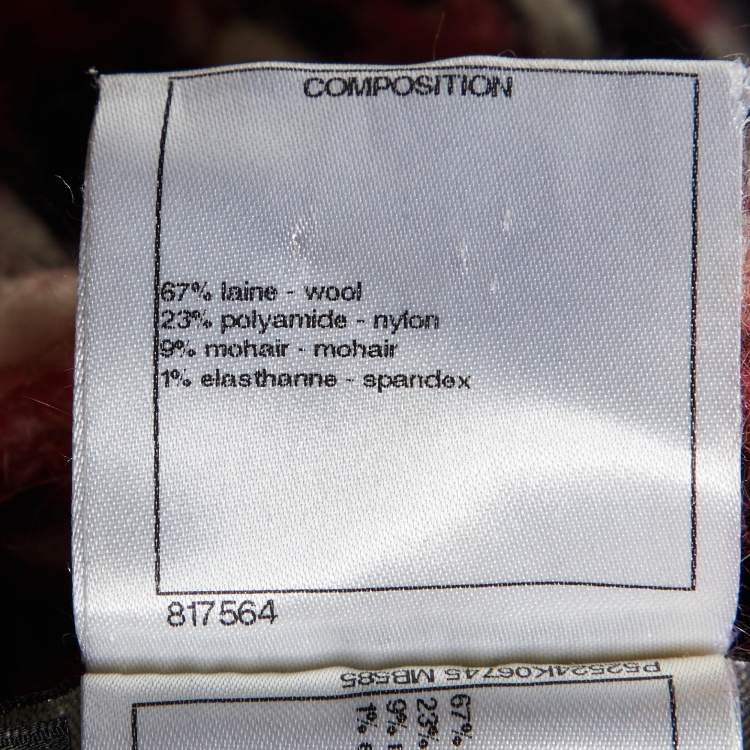 COMPOSITION
67% laine - wool
23% polyamide - nylon
9% mohair - mohair
1% elasthanne - spandex
817564
P52524K06745 MB585
67%
23%
9%
1%